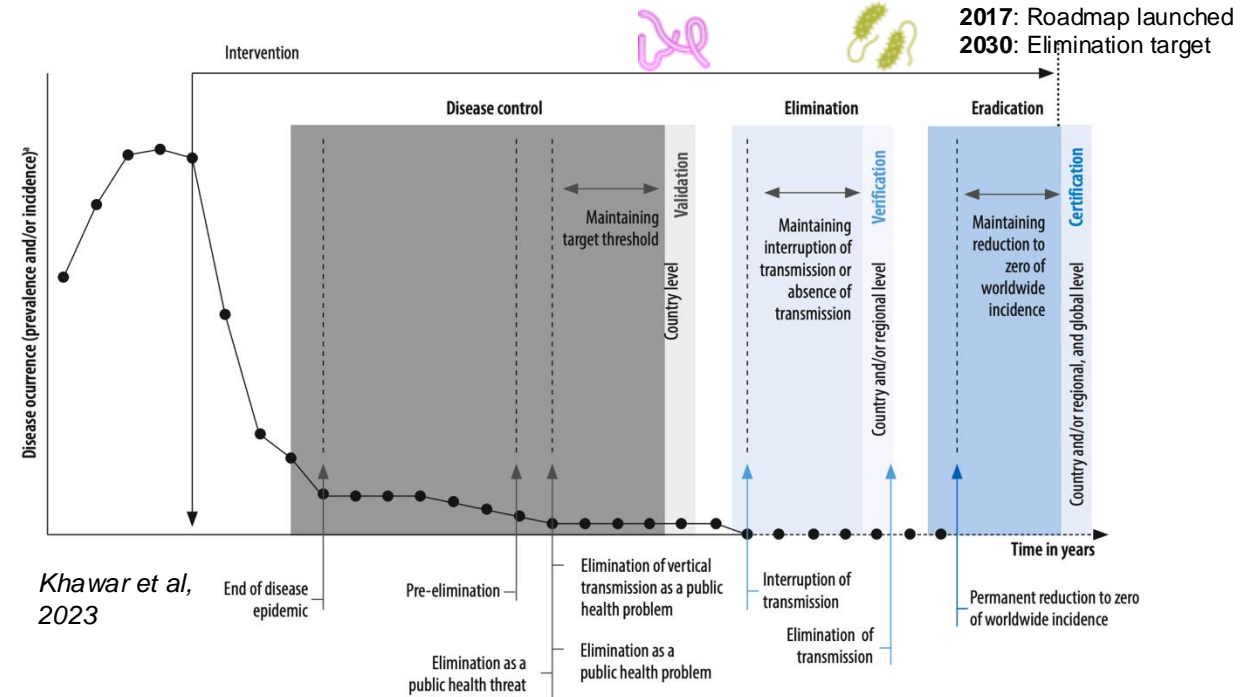 2017: Roadmap launched
2030: Elimination target
Intervention
Disease control
Elimination
Eradication
Disease ocurrence (prevalence and/or incidence)ª
Maintaining
target threshold
Validation
Country level
Maintaining
interruption of
transmission or
absence of
transmission
Verification
Country and/or regional level
Maintaining
reduction to
zero of
worldwide
incidence
Certification
Country and/or regional, and global level
Time in years
Khawar et al,
2023
End of disease
epidemic
Pre-elimination
Elimination of vertical
transmission as a public
health problem
Elimination as a
public health threat
Elimination as a
public health problem
Interruption of
transmission
Elimination of
transmission
Permanent reduction to zero
of worldwide incidence